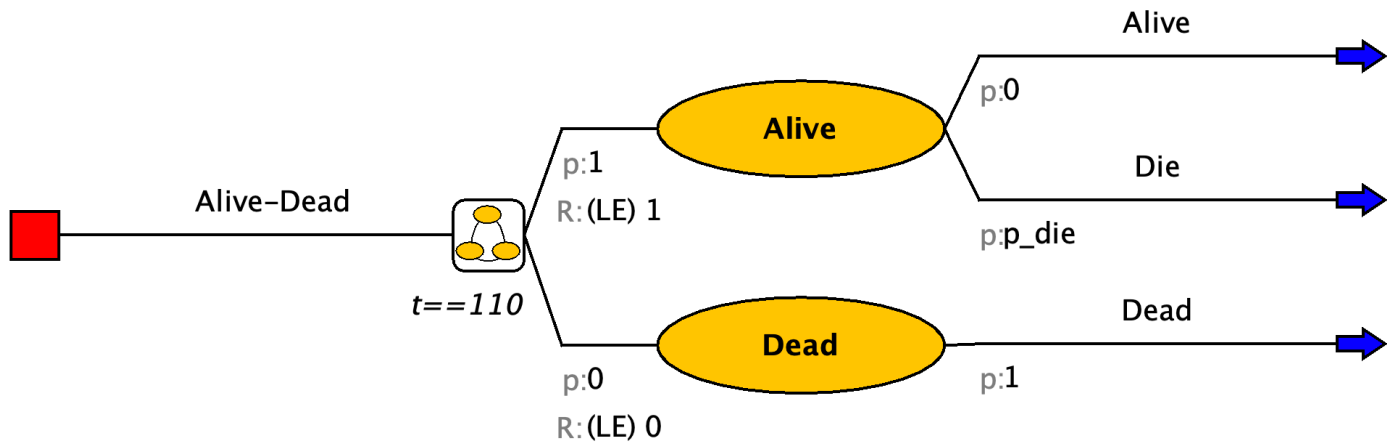 Alive
p:0
Alive
p:1
R:(LE) 1
Die
p:p_die
Alive-Dead
t==110
Dead
p:0
R:(LE) 0
Dead
p:1